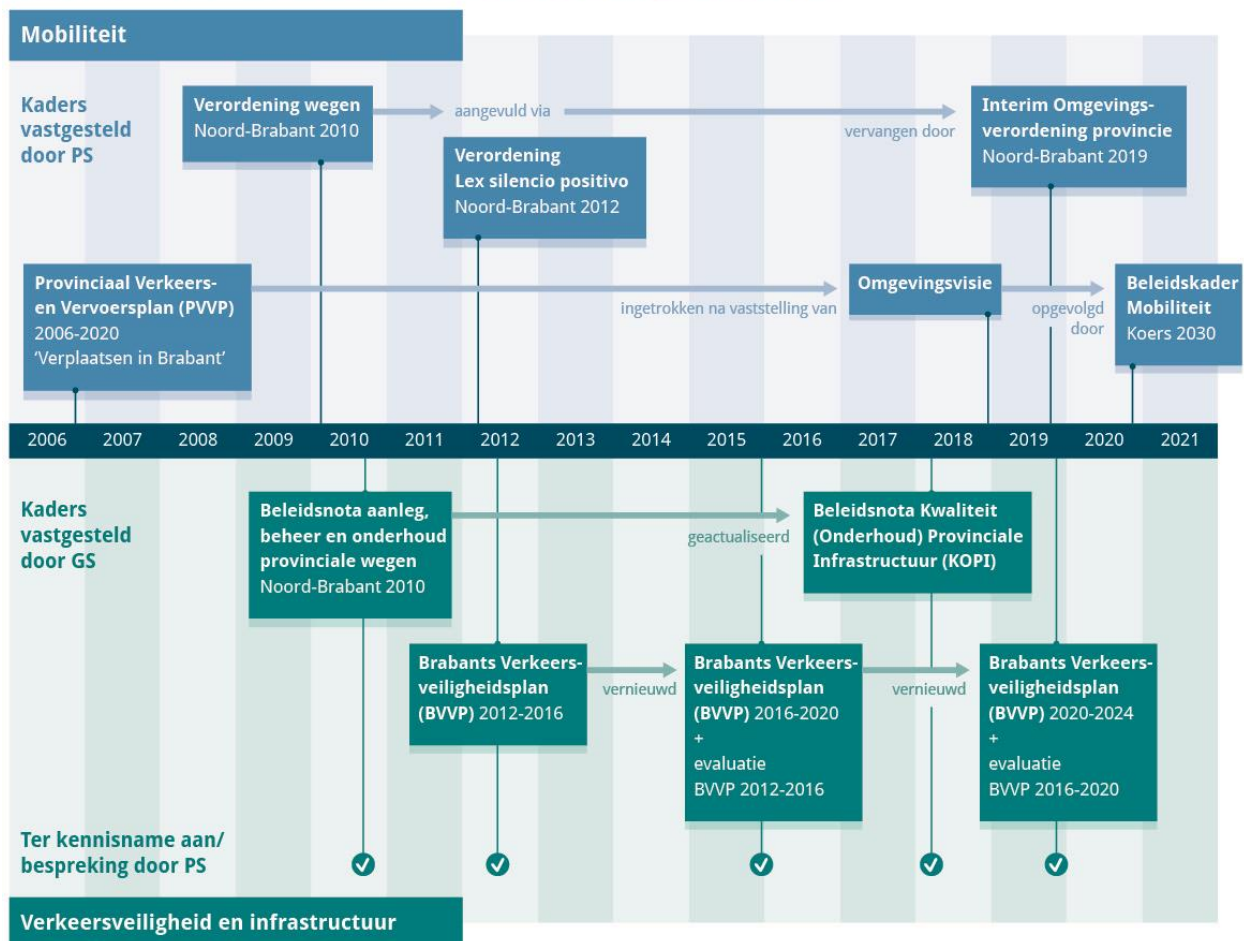 Mobiliteit
Kaders
vastgesteld
door PS
Verordening wegen
Noord-Brabant 2010
aangevuld via
Verordening
Lex silencio positivo
Noord-Brabant 2012
vervangen door
Interim Omgevings-
verordening provincie
Noord-Brabant 2019
Provinciaal Verkeers-
en Vervoersplan (PVVP)
2006-2020
‘Verplaatsen in Brabant’
ingetrokken na vaststelling van
Omgevingsvisie
opgevolgd
door
Beleidskader
Mobiliteit
Koers 2030
2006 2007 2008 2009 2010 2011 2012 2013 2014 2015 2016 2017 2018 2019 2020 2021
Kaders
vastgesteld
door GS
Beleidsnota aanleg,
beheer en onderhoud
provinciale wegen
Noord-Brabant 2010
geactualiseerd
Beleidsnota Kwaliteit
(Onderhoud) Provinciale
Infrastructuur (KOPI)
Brabants Verkeers-
veiligheidsplan
(BVVP) 2012-2016
vernieuwd
Brabants Verkeers-
veiligheidsplan
(BVVP) 2016-2020
+
evaluatie
BVVP 2012-2016
vernieuwd
Brabants Verkeers-
veiligheidsplan
(BVVP) 2020-2024
+
evaluatie
BVVP 2016-2020
Ter kennisname aan/
bespreking door PS
Verkeersveiligheid en infrastructuur